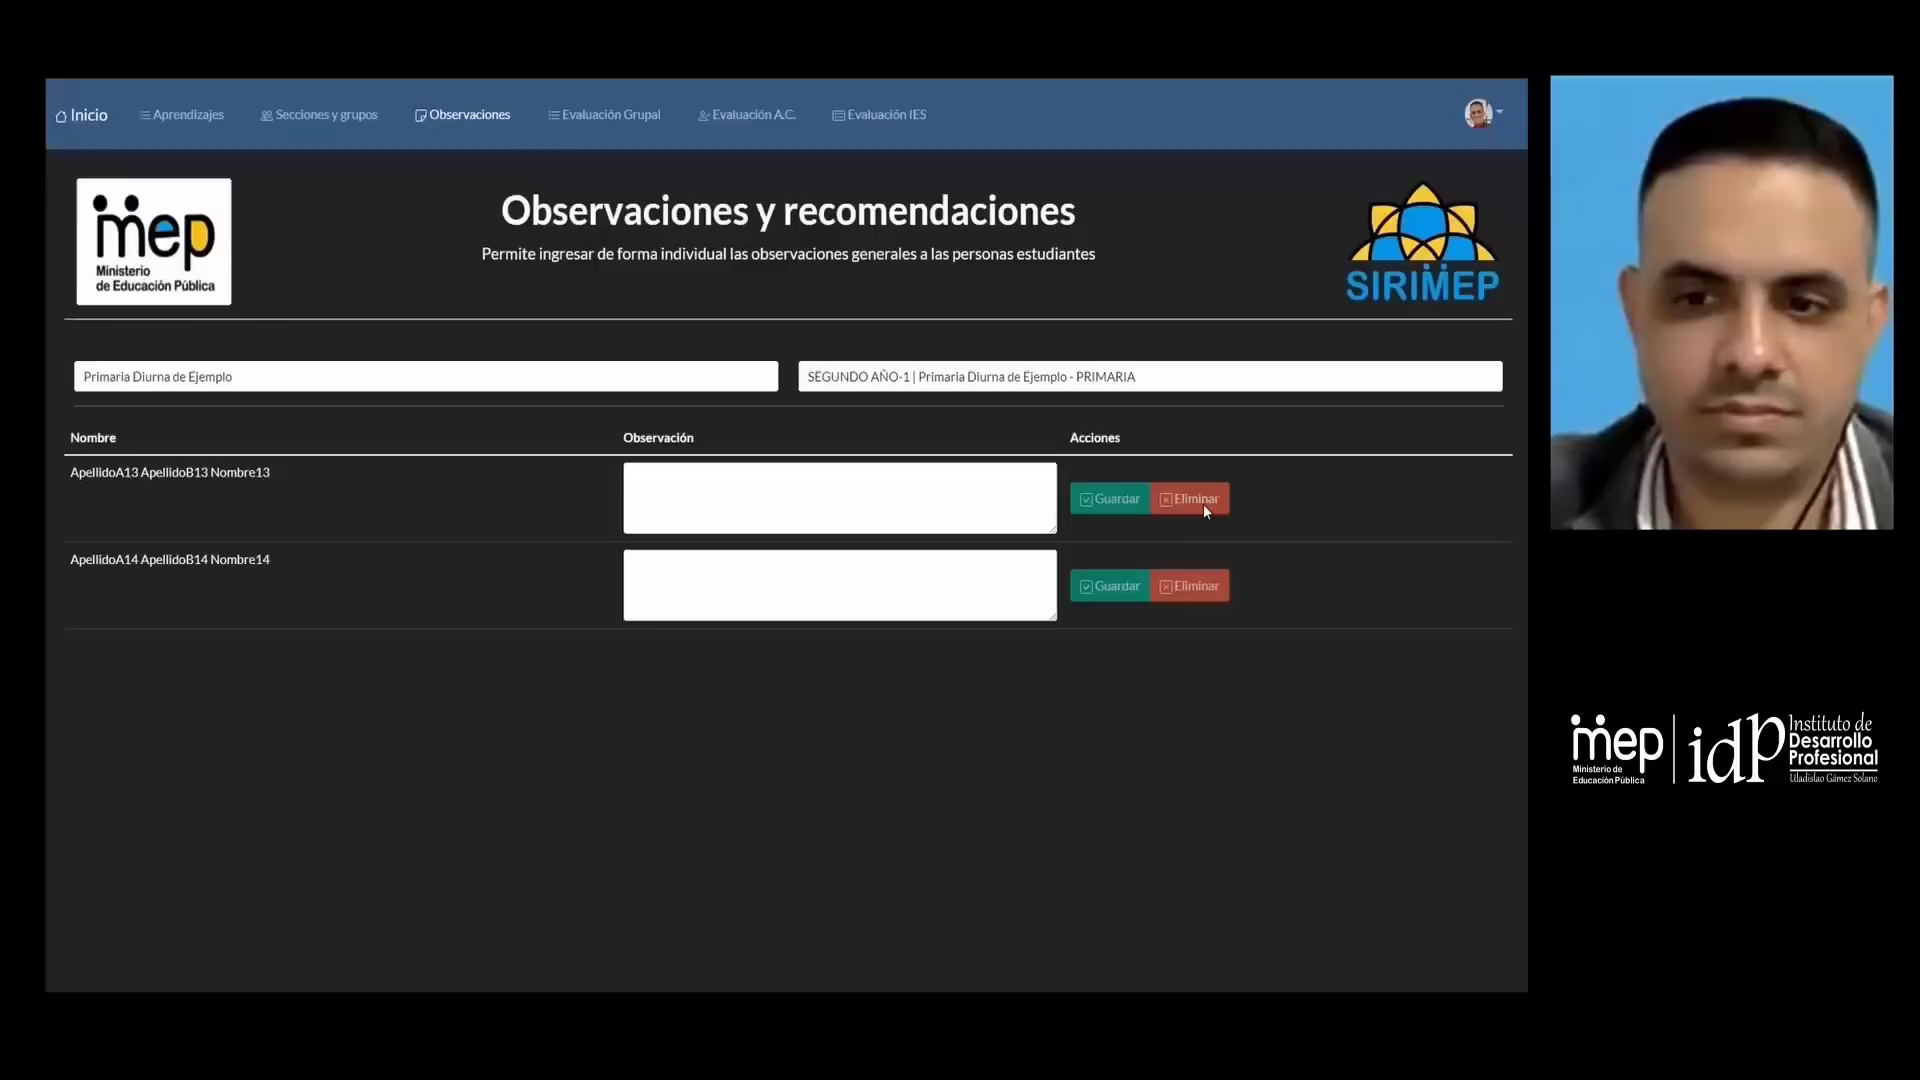 Inicio
Aprendizajes
Secciones y grupos
Observaciones
Evaluación Grupal
Evaluación A.C.
Evaluación IES
mep
Ministerio
de Educación Pública
Observaciones y recomendaciones
Permite ingresar de forma individual las observaciones generales a las personas estudiantes
SIRIMEP
Primaria Diurna de Ejemplo
SEGUNDO AÑO-1 | Primaria Diurna de Ejemplo - PRIMARIA
Nombre
Observación
Acciones
ApellidoA13 ApellidoB13 Nombre13
Guardar
Eliminar
ApellidoA14 ApellidoB14 Nombre14
Guardar
Eliminar
mep
Ministerio de
Educación Pública
idp
Instituto de
Desarrollo
Profesional
Uladislao Gámez Solano